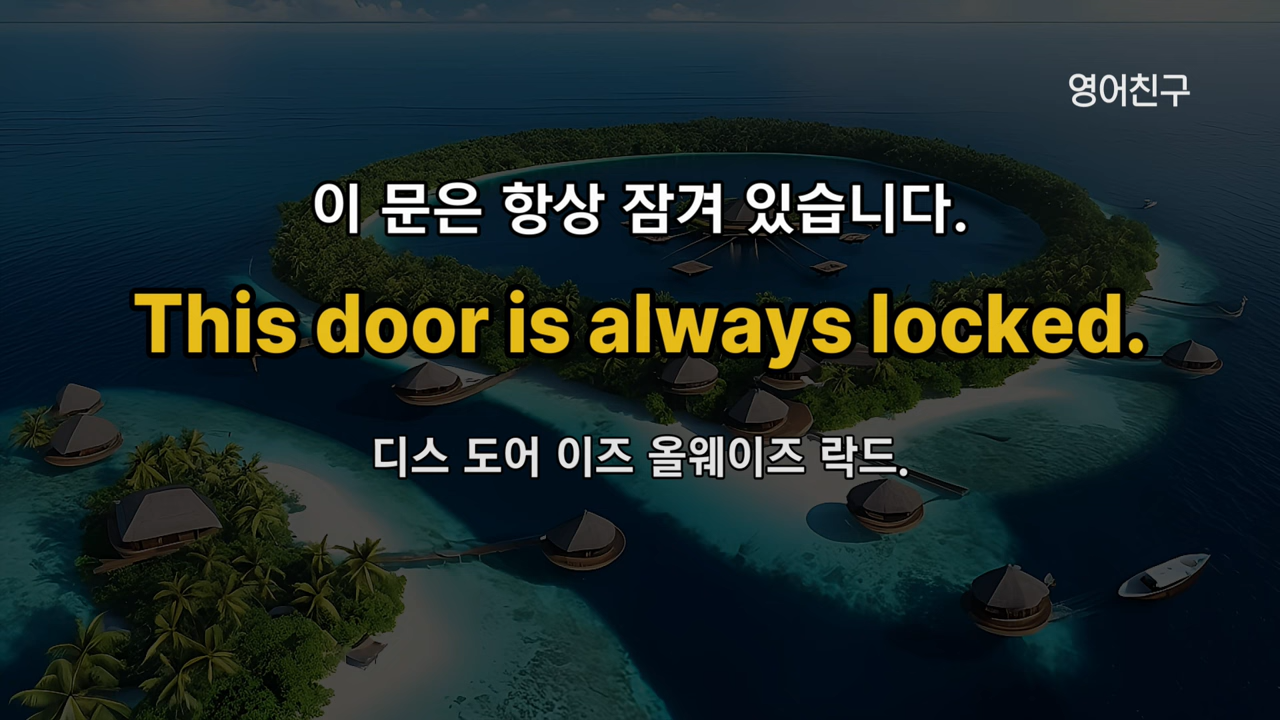 영어친구
이 문은 항상 잠겨 있습니다.
This door is always locked.
디스 도어 이즈 올웨이즈 락드.